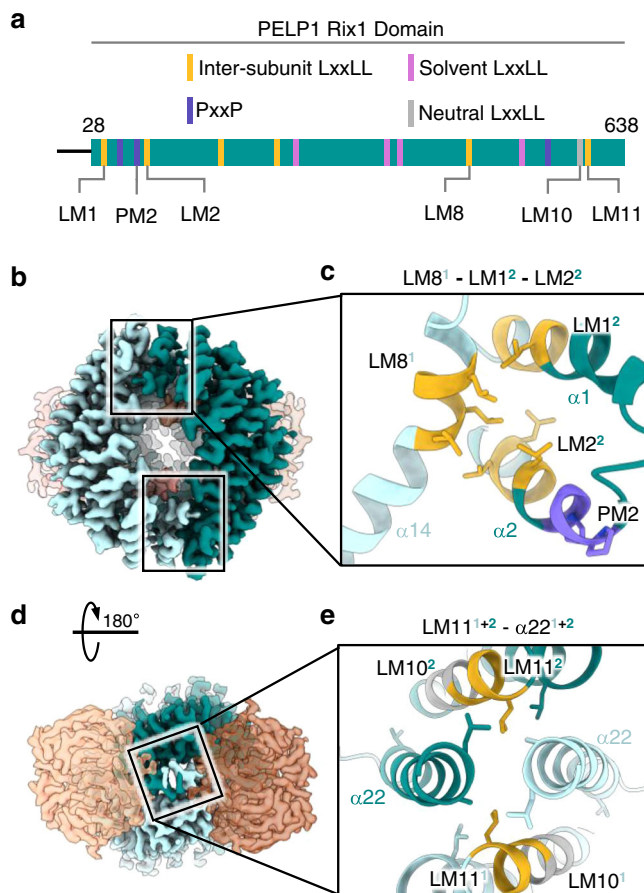 a
PELP1 Rix1 Domain
Inter-subunit LxxLL
Solvent LxxLL
PxxP
Neutral LxxLL
28
638
LM1
PM2
LM2
LM8
LM10
LM11
b
c
LM8¹ - LM1² - LM2²
LM1²
LM8¹
α1
LM2²
PM2
α14
α2
d
180°
e
LM11¹⁺² - α22¹⁺²
LM10²
LM11²
α22
α22
LM11¹
LM10¹